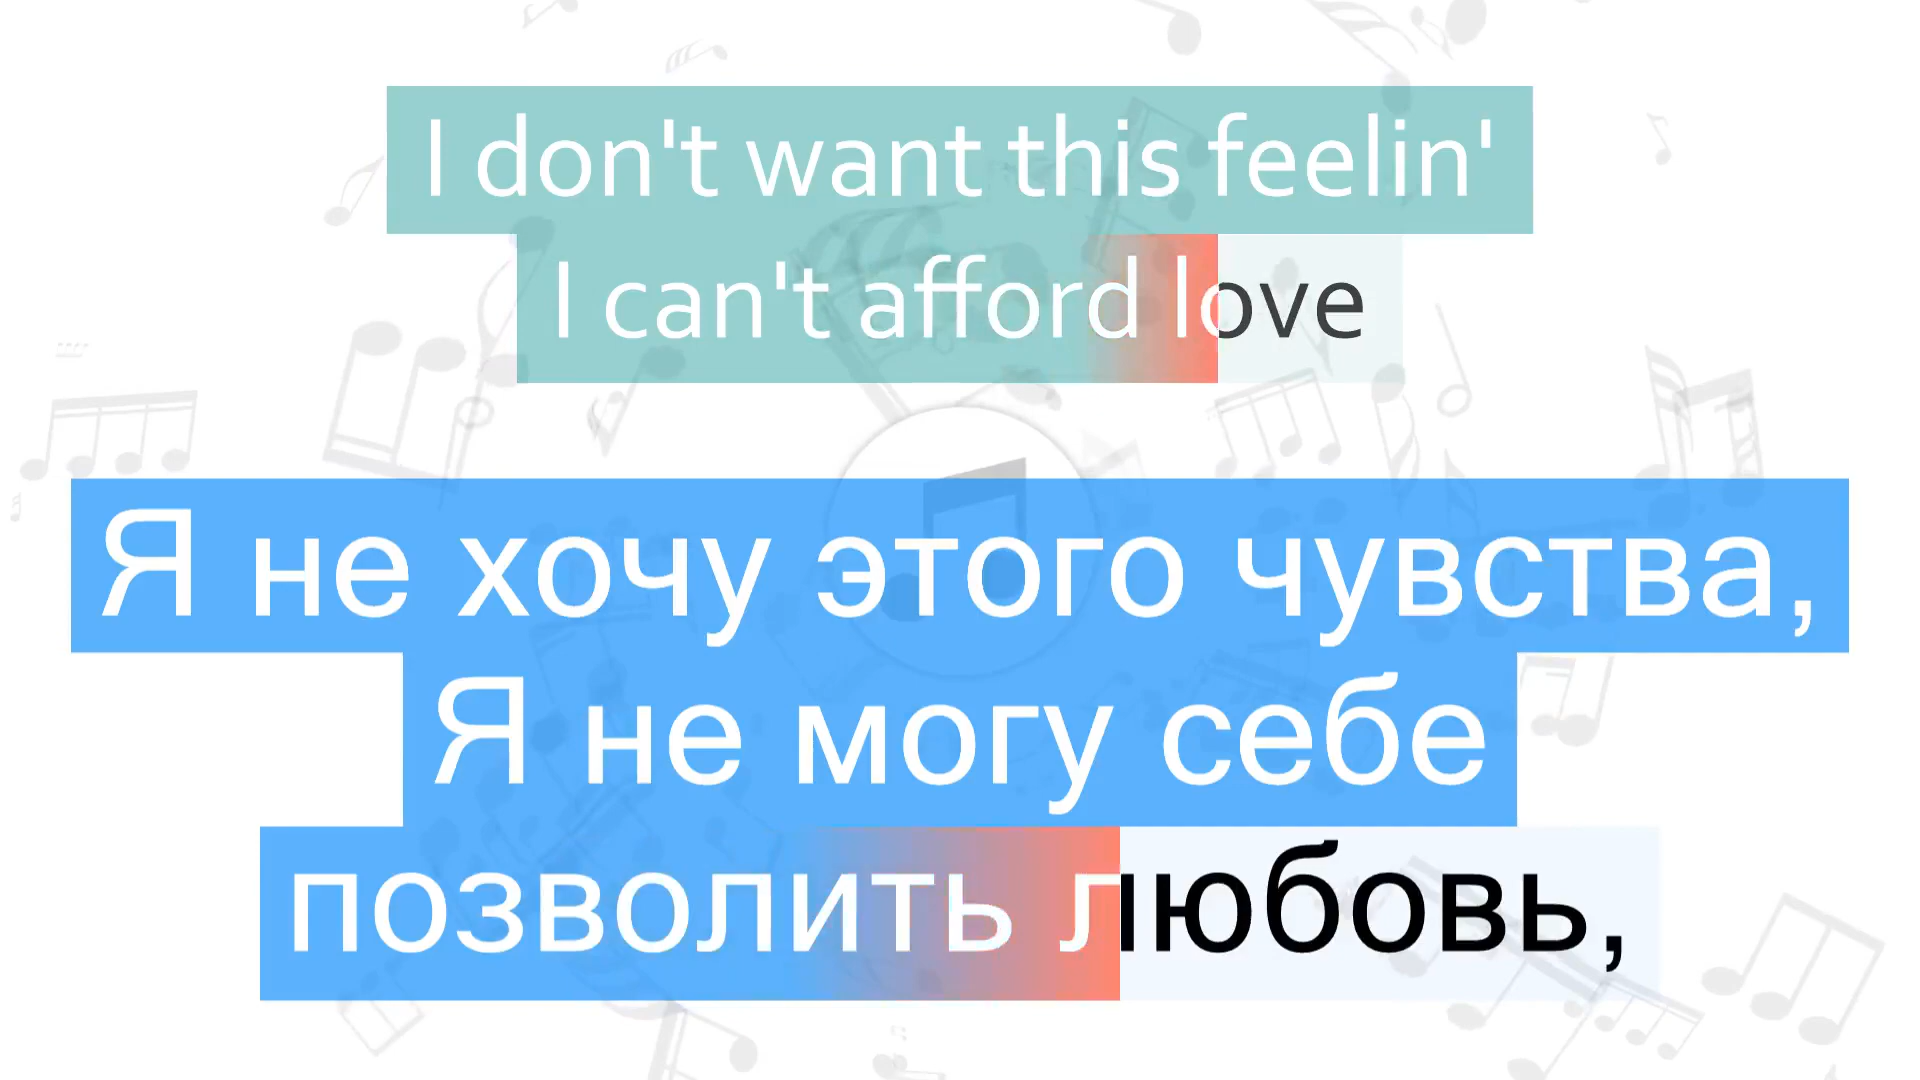 I don't want this feelin'
I can't afford love
Я не хочу этого чувства,
Я не могу себе
позволить любовь,